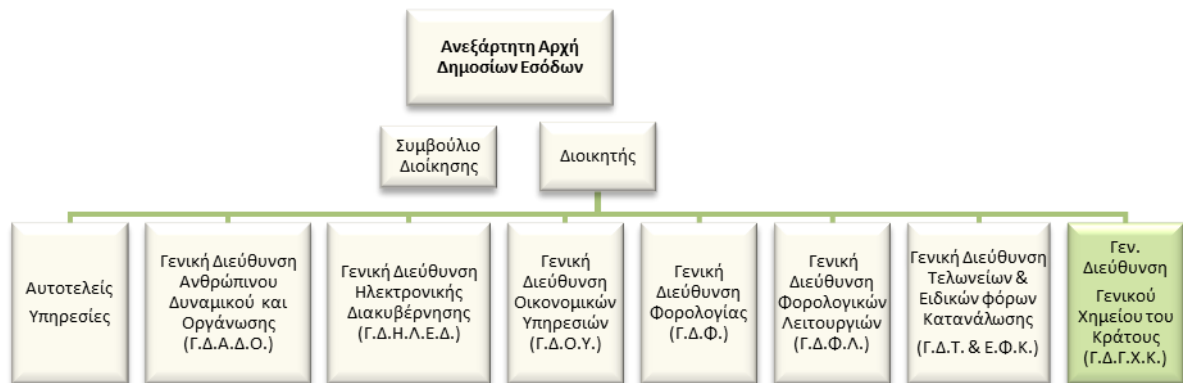 Ανεξάρτητη Αρχή
Δημοσίων Εσόδων
Συμβούλιο
Διοίκησης
Διοικητής
Αυτοτελείς
Υπηρεσίες
Γενική Διεύθυνση
Ανθρώπινου
Δυναμικού και
Οργάνωσης
(Γ.Δ.Α.Δ.Ο.)
Γενική Διεύθυνση
Ηλεκτρονικής
Διακυβέρνησης
(Γ.Δ.Η.Λ.Ε.Δ.)
Γενική
Διεύθυνση
Οικονομικών
Υπηρεσιών
(Γ.Δ.Ο.Υ.)
Γενική
Διεύθυνση
Φορολογίας
(Γ.Δ.Φ.)
Γενική
Διεύθυνση
Φορολογικών
Λειτουργιών
(Γ.Δ.Φ.Λ.)
Γενική Διεύθυνση
Τελωνείων &
Ειδικών φόρων
Κατανάλωσης
(Γ.Δ.Τ. & Ε.Φ.Κ.)
Γεν.
Διεύθυνση
Γενικού
Χημείου του
Κράτους
(Γ.Δ.Γ.Χ.Κ.)